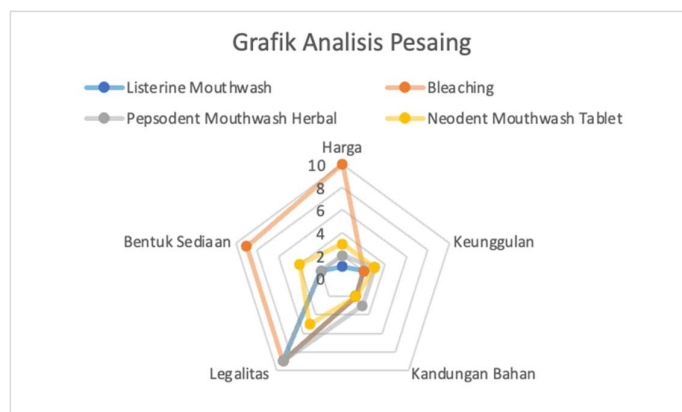 Grafik Analisis Pesaing
Listerine Mouthwash
Bleaching
Pepsodent Mouthwash Herbal
Neodent Mouthwash Tablet
Harga
10
8
6
4
2
0
Keunggulan
Kandungan Bahan
Legalitas
Bentuk Sediaan